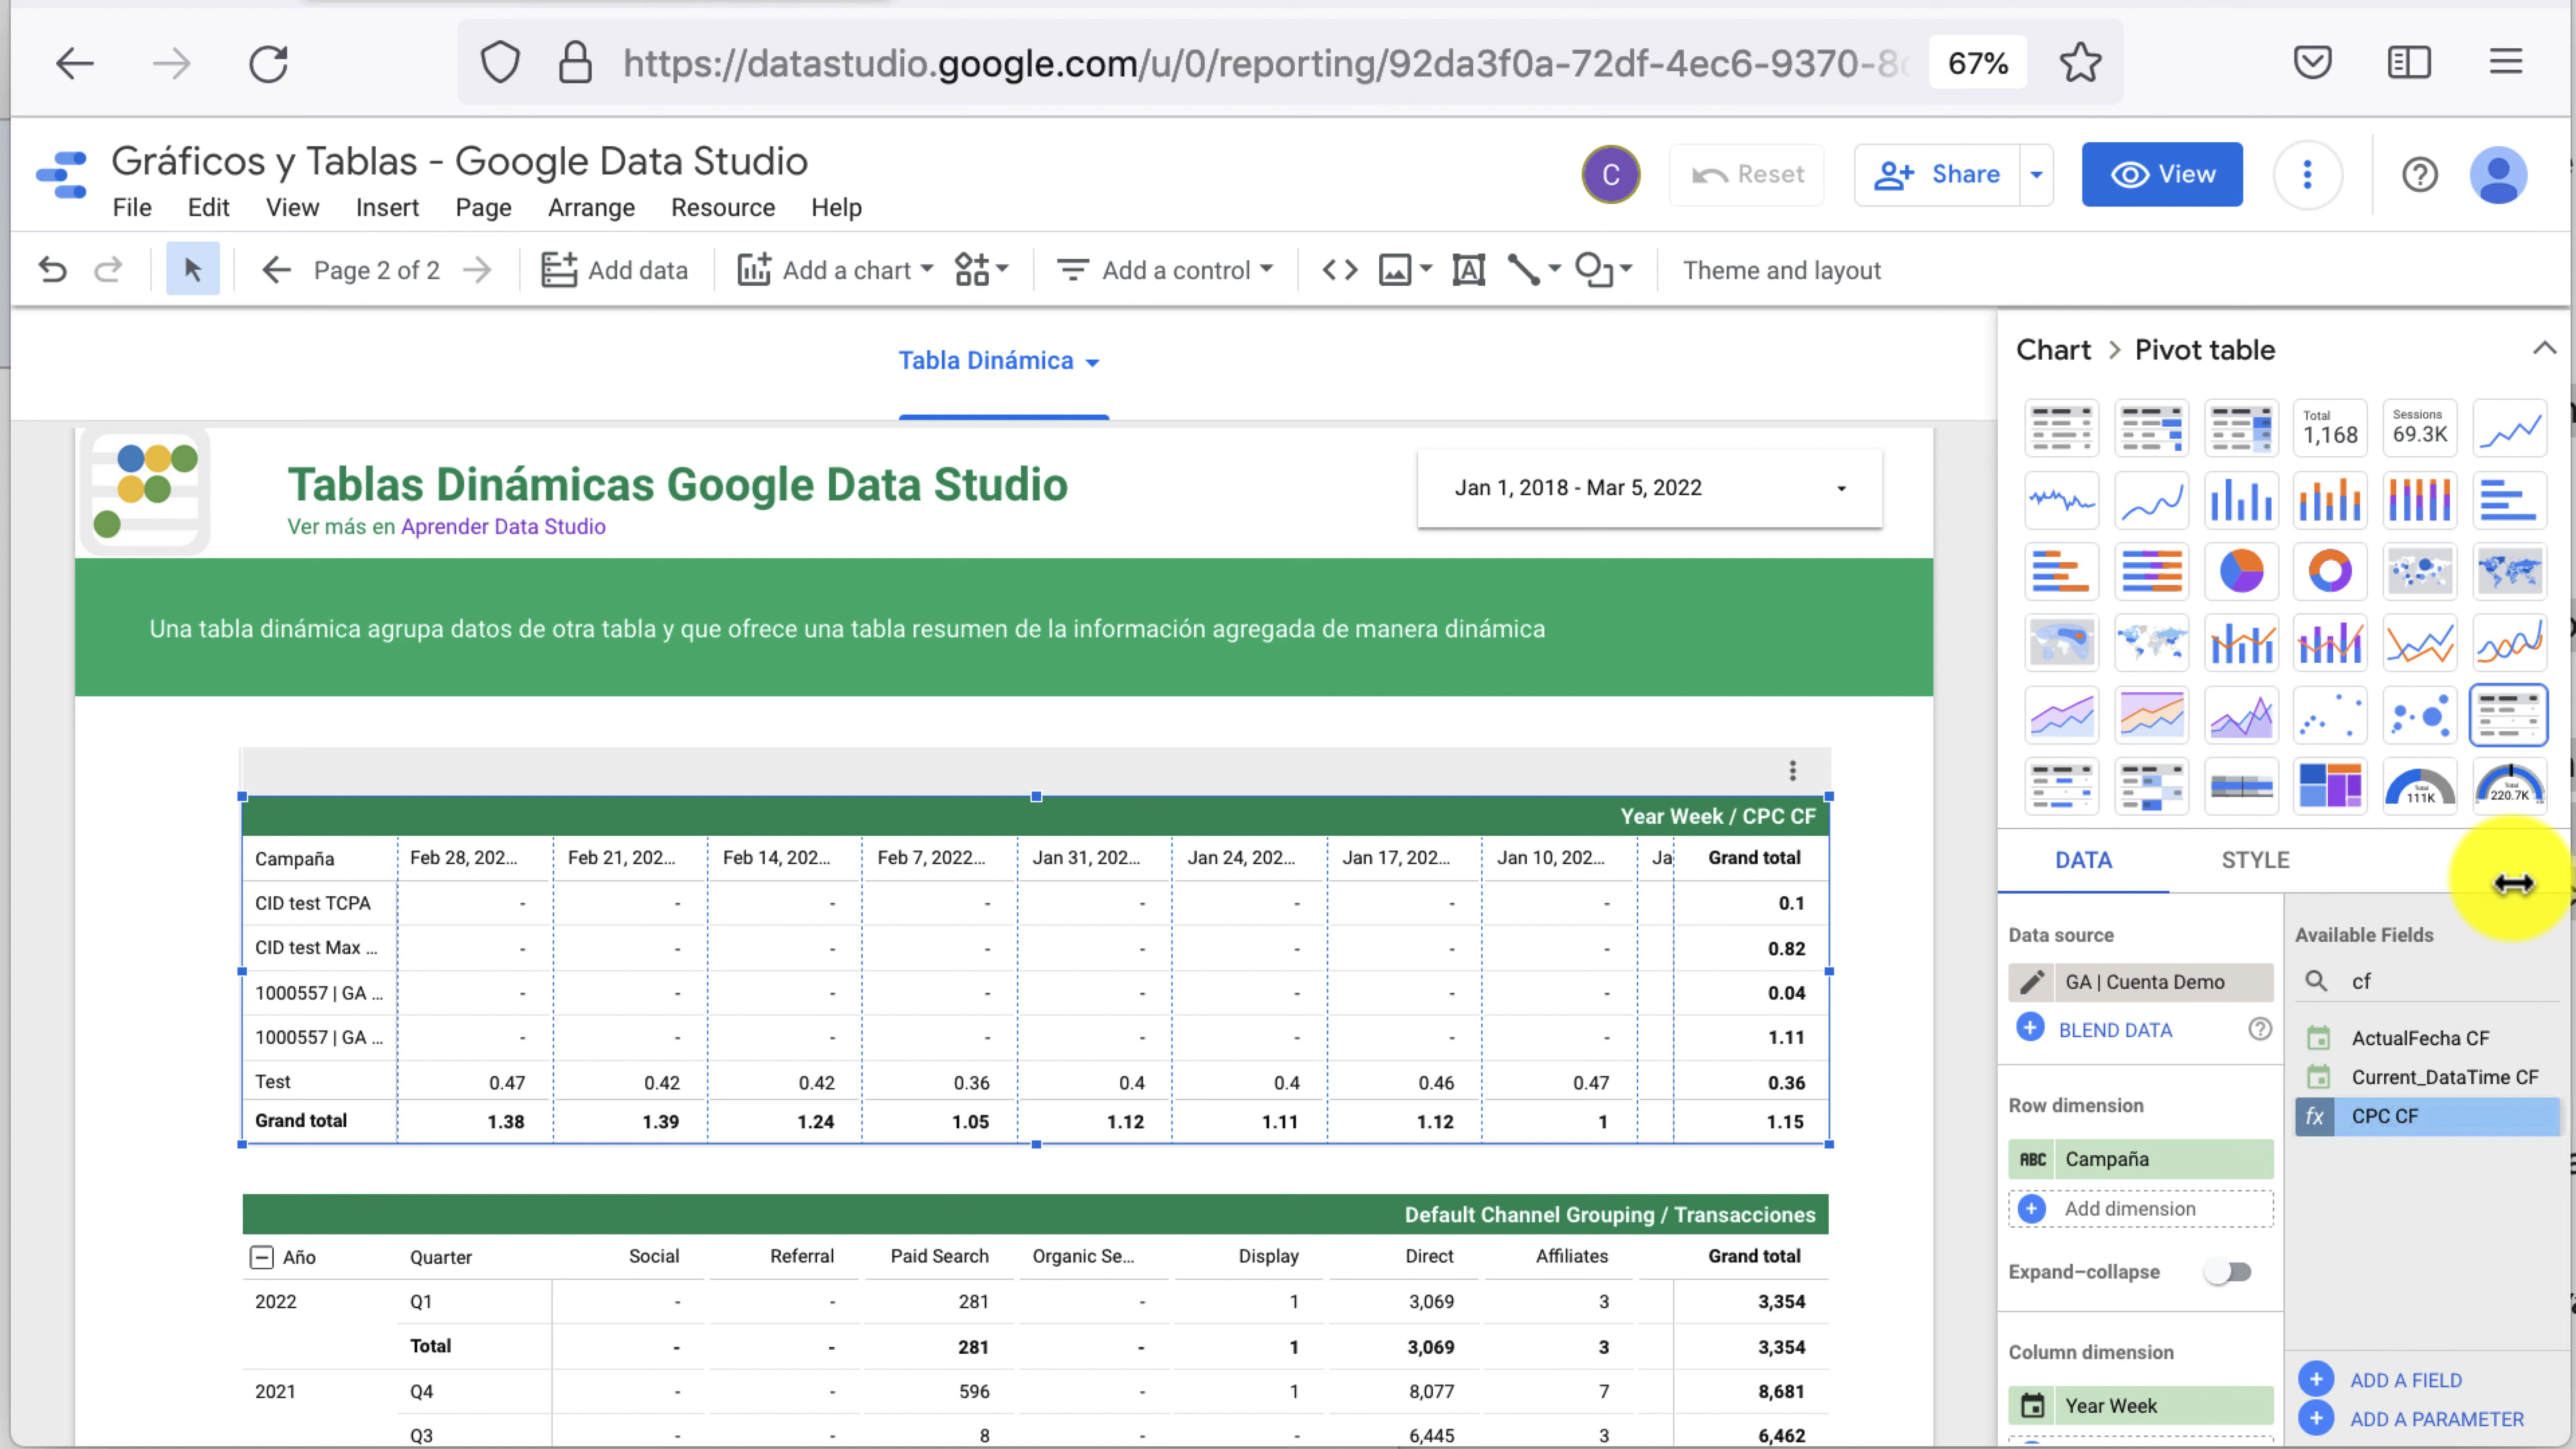 https://datastudio.google.com/u/0/reporting/92da3f0a-72df-4ec6-9370-8
67%
Gráficos y Tablas - Google Data Studio
C
Reset
Share
View
File Edit View Insert Page Arrange Resource Help
Page 2 of 2
Add data
Add a chart
Add a control
Theme and layout
Tabla Dinámica
Chart > Pivot table
Total 1,168
Sessions 69.3K
Total 111K
220.7K
Tablas Dinámicas Google Data Studio
Ver más en Aprender Data Studio
Jan 1, 2018 - Mar 5, 2022
Una tabla dinámica agrupa datos de otra tabla y que ofrece una tabla resumen de la información agregada de manera dinámica
Year Week / CPC CF
Campaña Feb 28, 202... Feb 21, 202... Feb 14, 202... Feb 7, 2022... Jan 31, 202... Jan 24, 202... Jan 17, 202... Jan 10, 202... Ja Grand total
CID test TCPA - - - - - - - - 0.1
CID test Max ... - - - - - - - - 0.82
1000557 | GA ... - - - - - - - - 0.04
1000557 | GA ... - - - - - - - - 1.11
Test 0.47 0.42 0.42 0.36 0.4 0.4 0.46 0.47 0.36
Grand total 1.38 1.39 1.24 1.05 1.12 1.11 1.12 1 1.15
Default Channel Grouping / Transacciones
Año Quarter Social Referral Paid Search Organic Se... Display Direct Affiliates Grand total
2022 Q1 - - 281 - 1 3,069 3 3,354
Total - - 281 - 1 3,069 3 3,354
2021 Q4 - - 596 - 1 8,077 7 8,681
Q3 - - 8 - - 6,445 3 6,462
DATA STYLE
Data source
GA | Cuenta Demo
BLEND DATA
Row dimension
ABC Campaña
Add dimension
Expand-collapse
Column dimension
Year Week
Available Fields
cf
ActualFecha CF
Current_DataTime CF
fx CPC CF
ADD A FIELD
ADD A PARAMETER